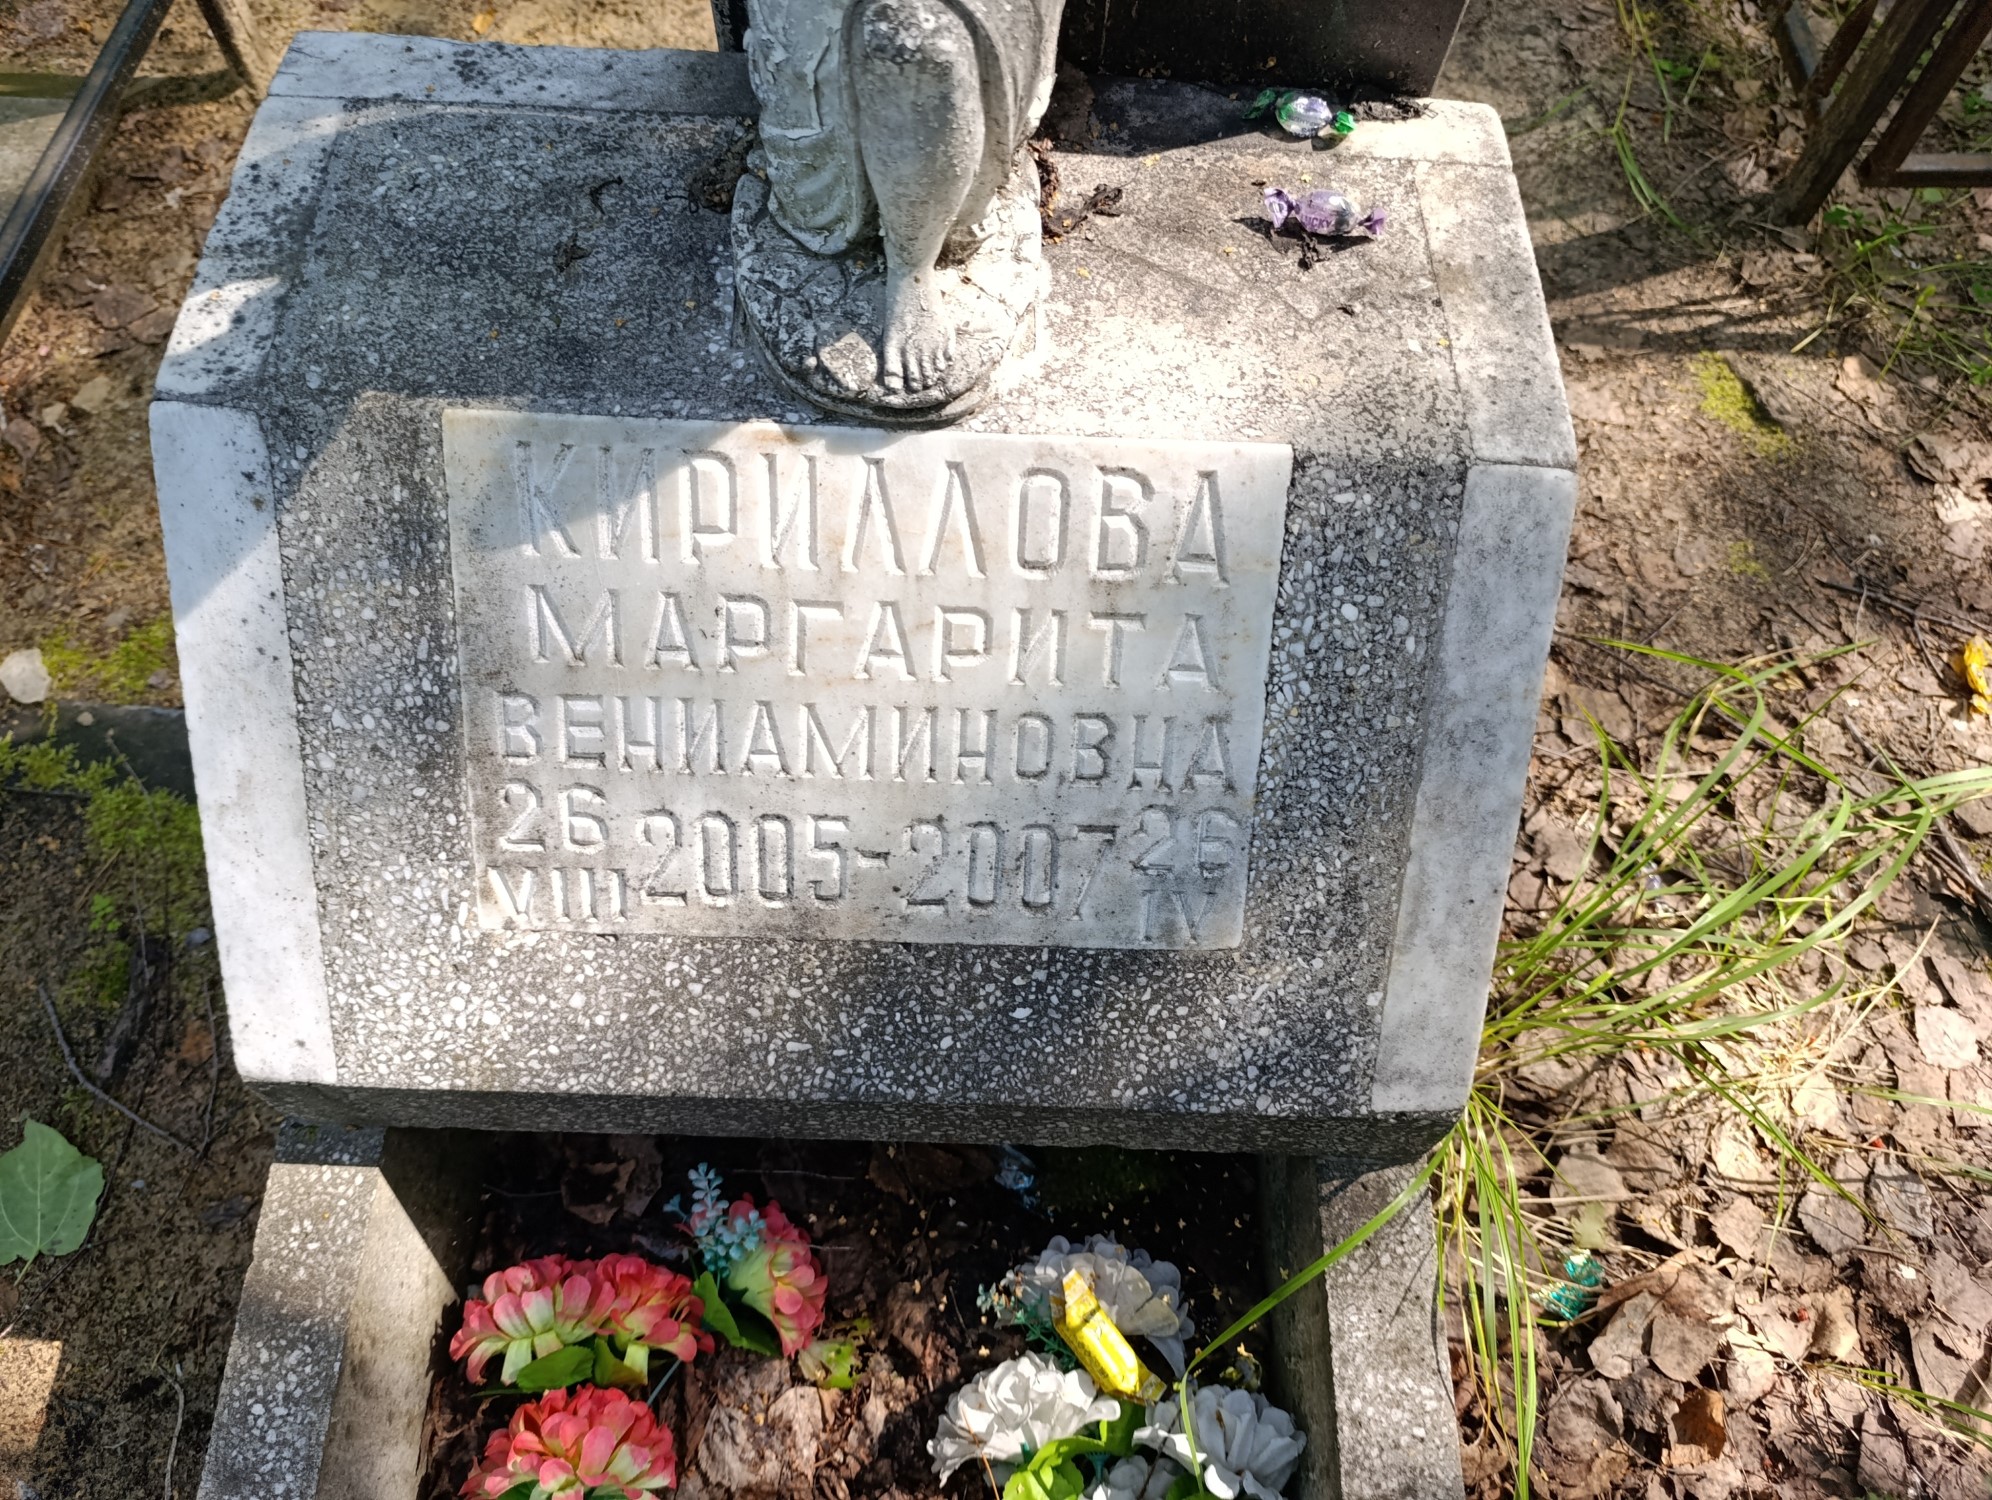 КИРИЛЛОВА
МАРГАРИТА
ВЕНИАМИНОВНА
26 VIII 2005-2007 26 IV